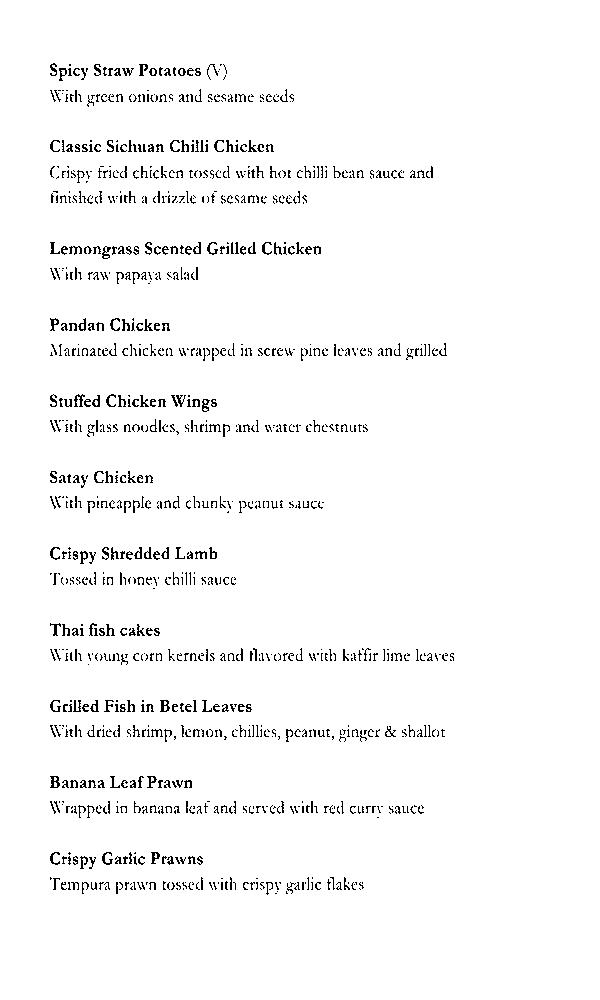 Spicy Straw Potatoes (V)
With green onions and sesame seeds
Classic Sichuan Chilli Chicken
Crispy fried chicken tossed with hot chilli bean sauce and
finished with a drizzle of sesame seeds
Lemongrass Scented Grilled Chicken
With raw papaya salad
Pandan Chicken
Marinated chicken wrapped in screw pine leaves and grilled
Stuffed Chicken Wings
With glass noodles, shrimp and water chestnuts
Satay Chicken
With pineapple and chunky peanut sauce
Crispy Shredded Lamb
Tossed in honey chilli sauce
Thai fish cakes
With young corn kernels and flavored with kaffir lime leaves
Grilled Fish in Betel Leaves
With dried shrimp, lemon, chillies, peanut, ginger & shallot
Banana Leaf Prawn
Wrapped in banana leaf and served with red curry sauce
Crispy Garlic Prawns
Tempura prawn tossed with crispy garlic flakes